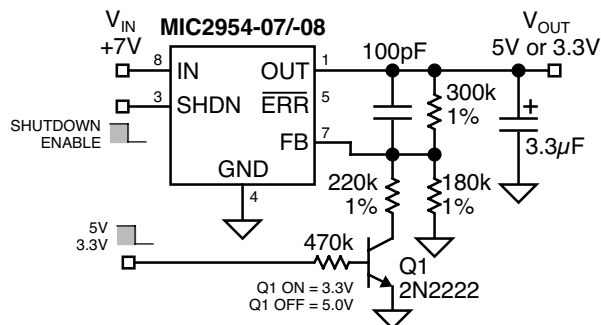 V_IN
+7V
MIC2954-07/-08
8 IN
OUT 1
3 SHDN
ERR 5
FB 7
GND
4
SHUTDOWN
ENABLE
100pF
V_OUT
5V or 3.3V
300k
1%
+
3.3µF
220k
1%
180k
1%
5V
3.3V
470k
Q1 ON = 3.3V
Q1 OFF = 5.0V
Q1
2N2222